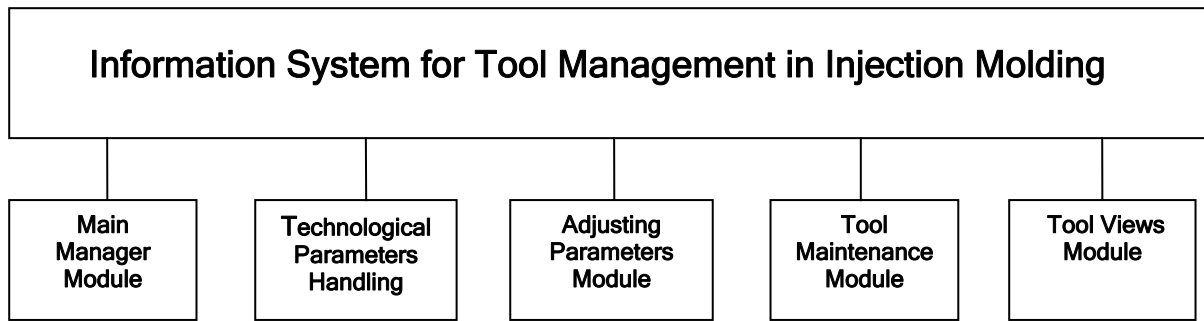 Information System for Tool Management in Injection Molding
Main
Manager
Module
Technological
Parameters
Handling
Adjusting
Parameters
Module
Tool
Maintenance
Module
Tool Views
Module